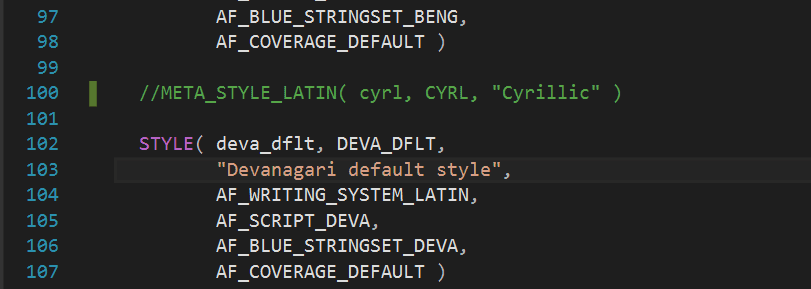 97 AF_BLUE_STRINGSET_BENG,
98 AF_COVERAGE_DEFAULT )
99
100 //META_STYLE_LATIN( cyrl, CYRL, "Cyrillic" )
101
102 STYLE( deva_dflt, DEVA_DFLT,
103 "Devanagari default style",
104 AF_WRITING_SYSTEM_LATIN,
105 AF_SCRIPT_DEVA,
106 AF_BLUE_STRINGSET_DEVA,
107 AF_COVERAGE_DEFAULT )